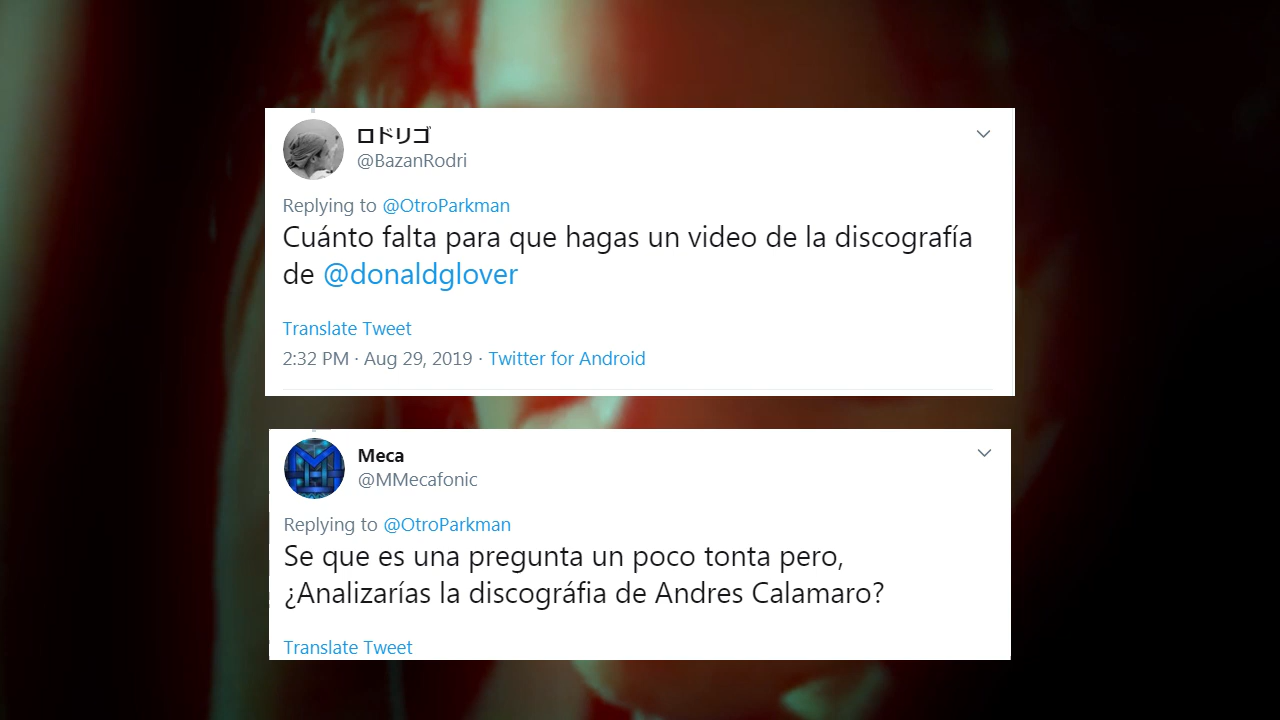 ロドリゴ
@BazanRodri
Replying to @OtroParkman
Cuánto falta para que hagas un video de la discografía
de @donaldglover
Translate Tweet
2:32 PM · Aug 29, 2019 · Twitter for Android
Meca
@MMecafonic
Replying to @OtroParkman
Se que es una pregunta un poco tonta pero,
¿Analizarías la discográfia de Andres Calamaro?
Translate Tweet